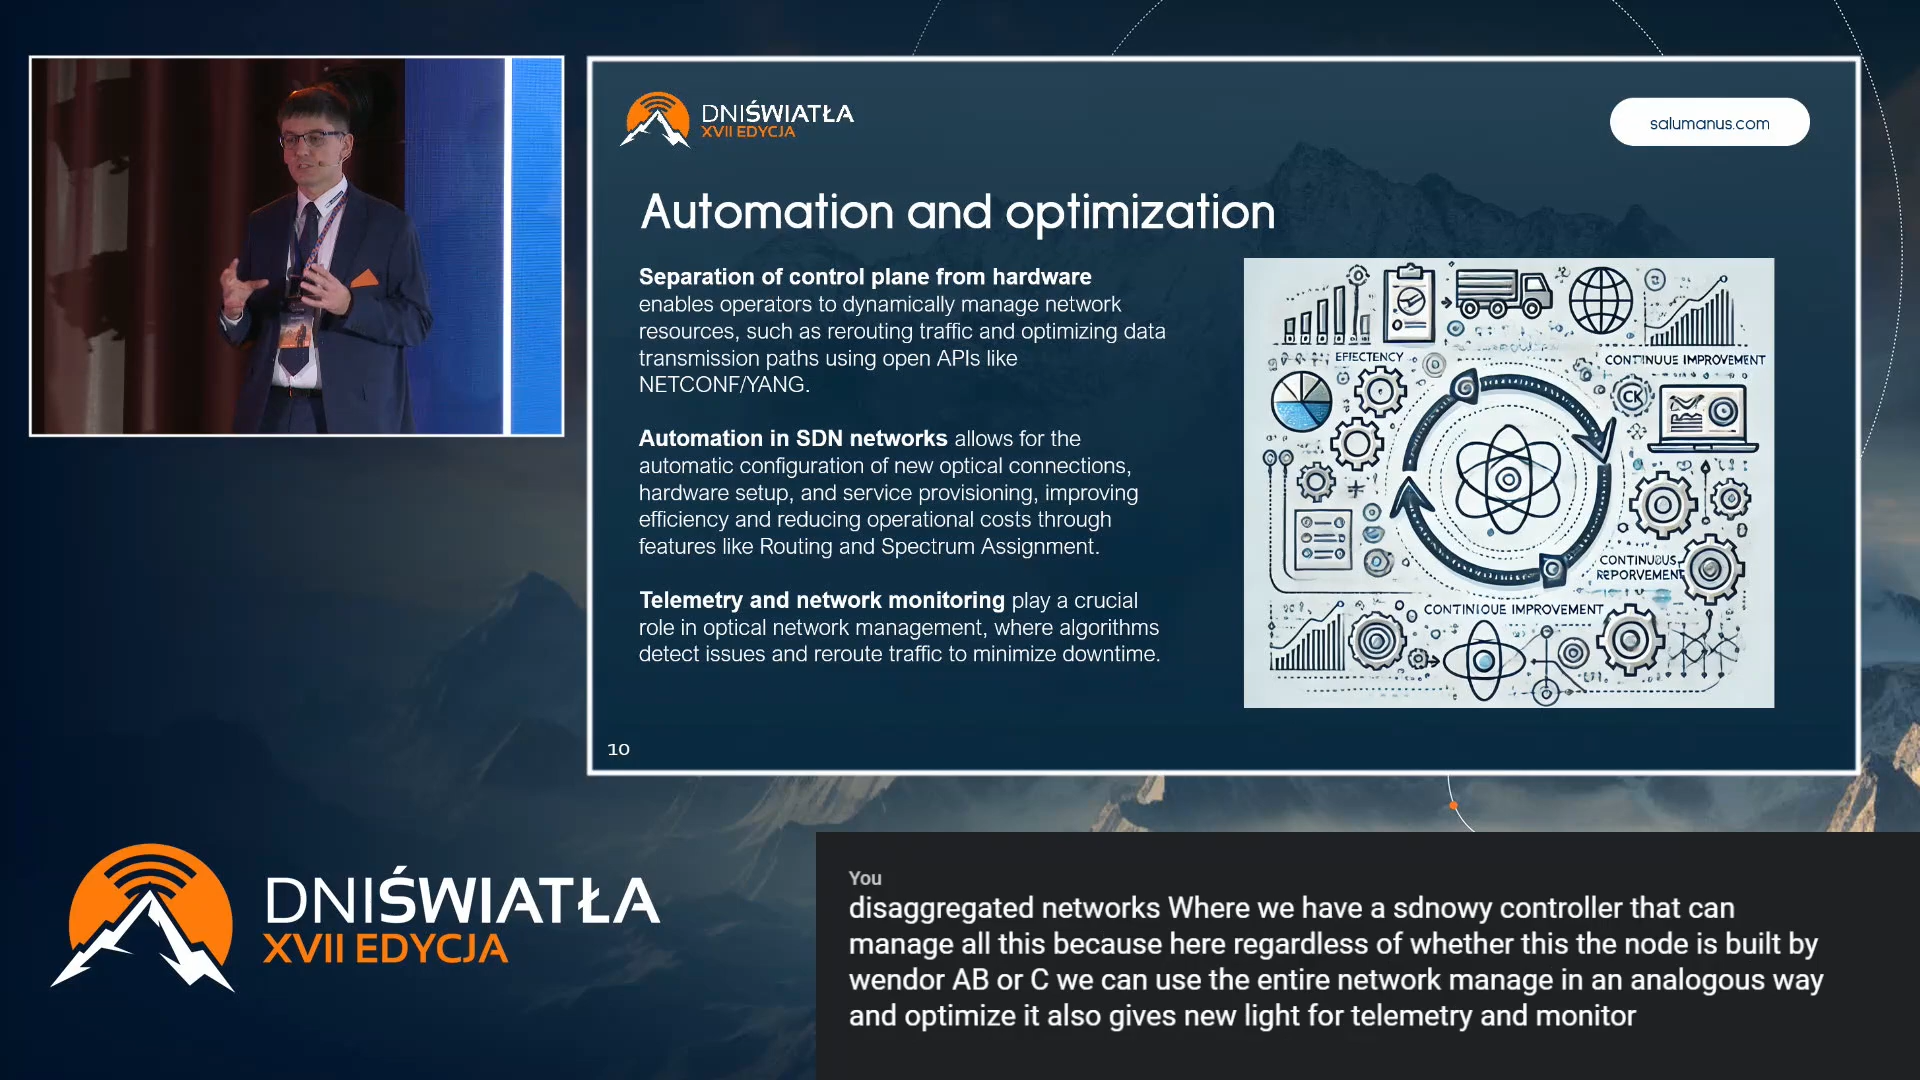 DNIŚWIATŁA
XVII EDYCJA
salumanus.com
Automation and optimization
Separation of control plane from hardware
enables operators to dynamically manage network
resources, such as rerouting traffic and optimizing data
transmission paths using open APIs like
NETCONF/YANG.
Automation in SDN networks allows for the
automatic configuration of new optical connections,
hardware setup, and service provisioning, improving
efficiency and reducing operational costs through
features like Routing and Spectrum Assignment.
Telemetry and network monitoring play a crucial
role in optical network management, where algorithms
detect issues and reroute traffic to minimize downtime.
EFIECTENCY
CONTINUUE IMPROVEMENT
CK
CONTINUOUS
REPORVEMENT
CONTINIOUE IMPROVEMENT
10
DNIŚWIATŁA
XVII EDYCJA
You
disaggregated networks Where we have a sdnowy controller that can
manage all this because here regardless of whether this the node is built by
wendor AB or C we can use the entire network manage in an analogous way
and optimize it also gives new light for telemetry and monitor